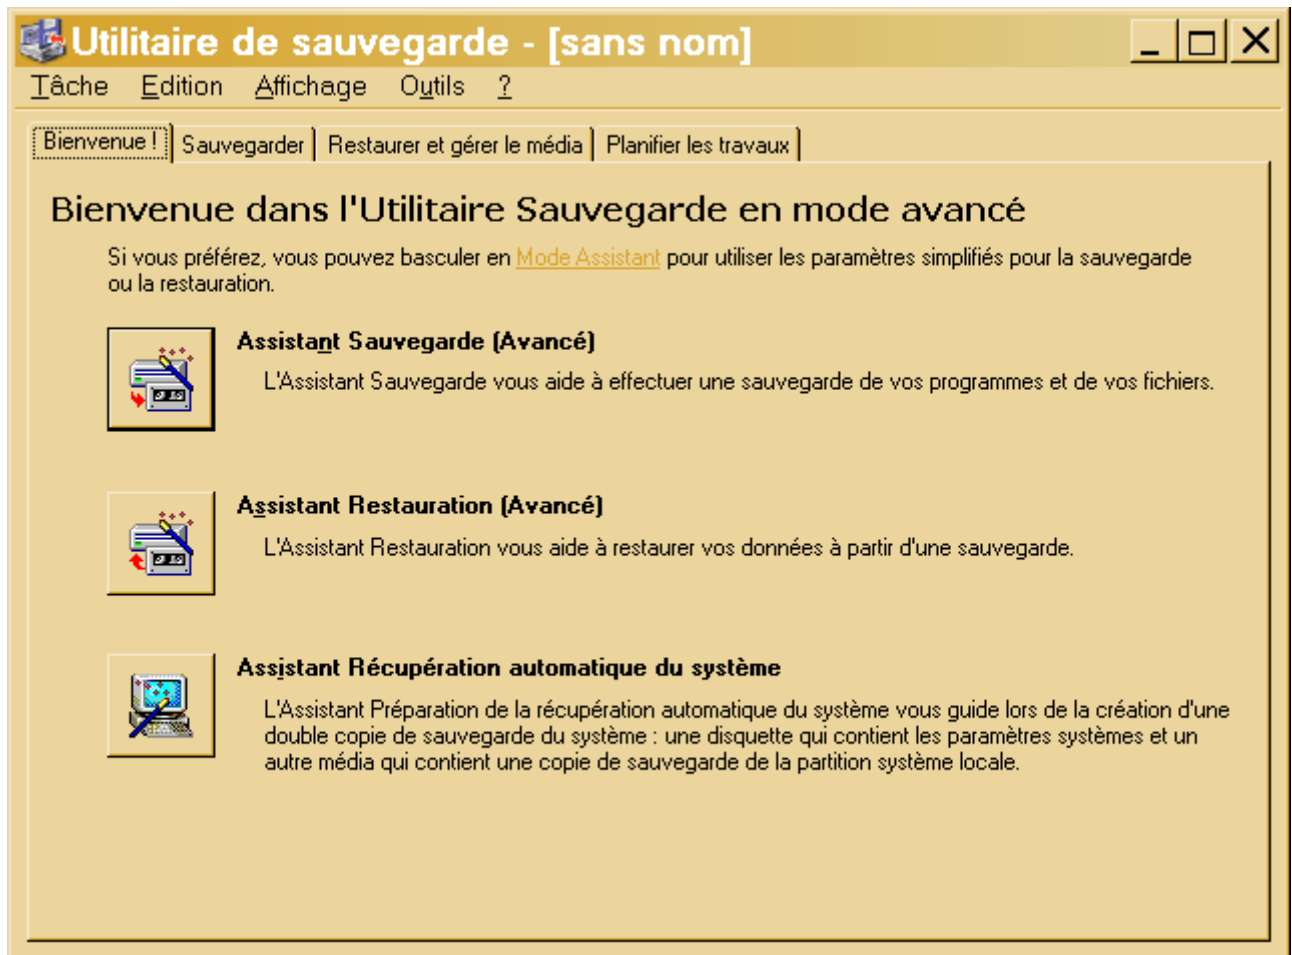 Utilitaire de sauvegarde - [sans nom]
Tâche Edition Affichage Outils ?
Bienvenue ! Sauvegarder Restaurer et gérer le média Planifier les travaux
Bienvenue dans l'Utilitaire Sauvegarde en mode avancé
Si vous préférez, vous pouvez basculer en Mode Assistant pour utiliser les paramètres simplifiés pour la sauvegarde
ou la restauration.
Assistant Sauvegarde (Avancé)
L'Assistant Sauvegarde vous aide à effectuer une sauvegarde de vos programmes et de vos fichiers.
Assistant Restauration (Avancé)
L'Assistant Restauration vous aide à restaurer vos données à partir d'une sauvegarde.
Assistant Récupération automatique du système
L'Assistant Préparation de la récupération automatique du système vous guide lors de la création d'une
double copie de sauvegarde du système : une disquette qui contient les paramètres systèmes et un
autre média qui contient une copie de sauvegarde de la partition système locale.